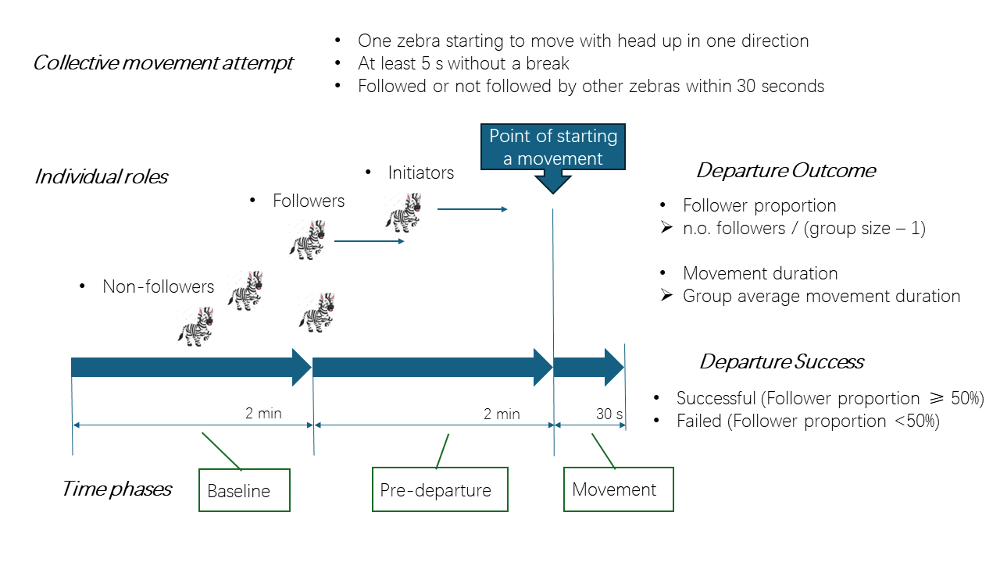 Collective movement attempt
• One zebra starting to move with head up in one direction
• At least 5 s without a break
• Followed or not followed by other zebras within 30 seconds
Point of starting
a movement
Individual roles
• Initiators
• Followers
• Non-followers
Departure Outcome
• Follower proportion
➢ n.o. followers / (group size – 1)
• Movement duration
➢ Group average movement duration
Departure Success
• Successful (Follower proportion ≥ 50%)
• Failed (Follower proportion <50%)
2 min
2 min
30 s
Time phases
Baseline
Pre-departure
Movement